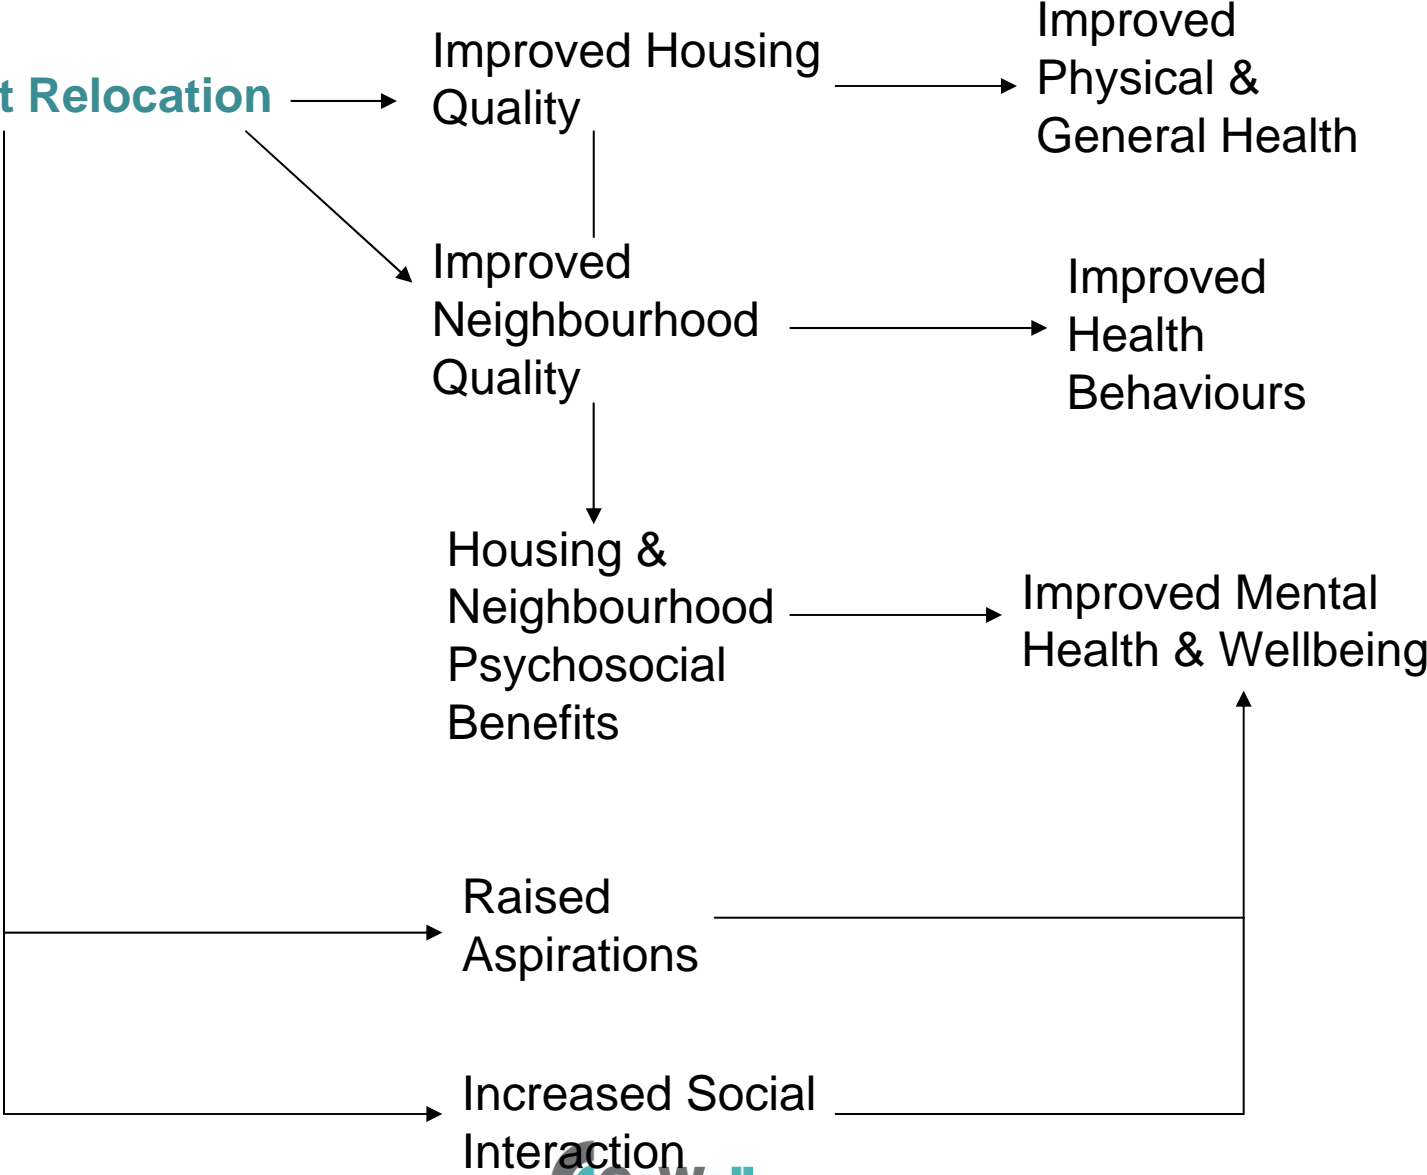 Improved
Improved Housing
Quality
Physical &
General Health
t Relocation
Improved
Neighbourhood
Quality
Improved
Health
Behaviours
Housing &
Neighbourhood
Psychosocial
Benefits
Improved Mental
Health & Wellbeing
Raised
Aspirations
Increased Social
Interaction